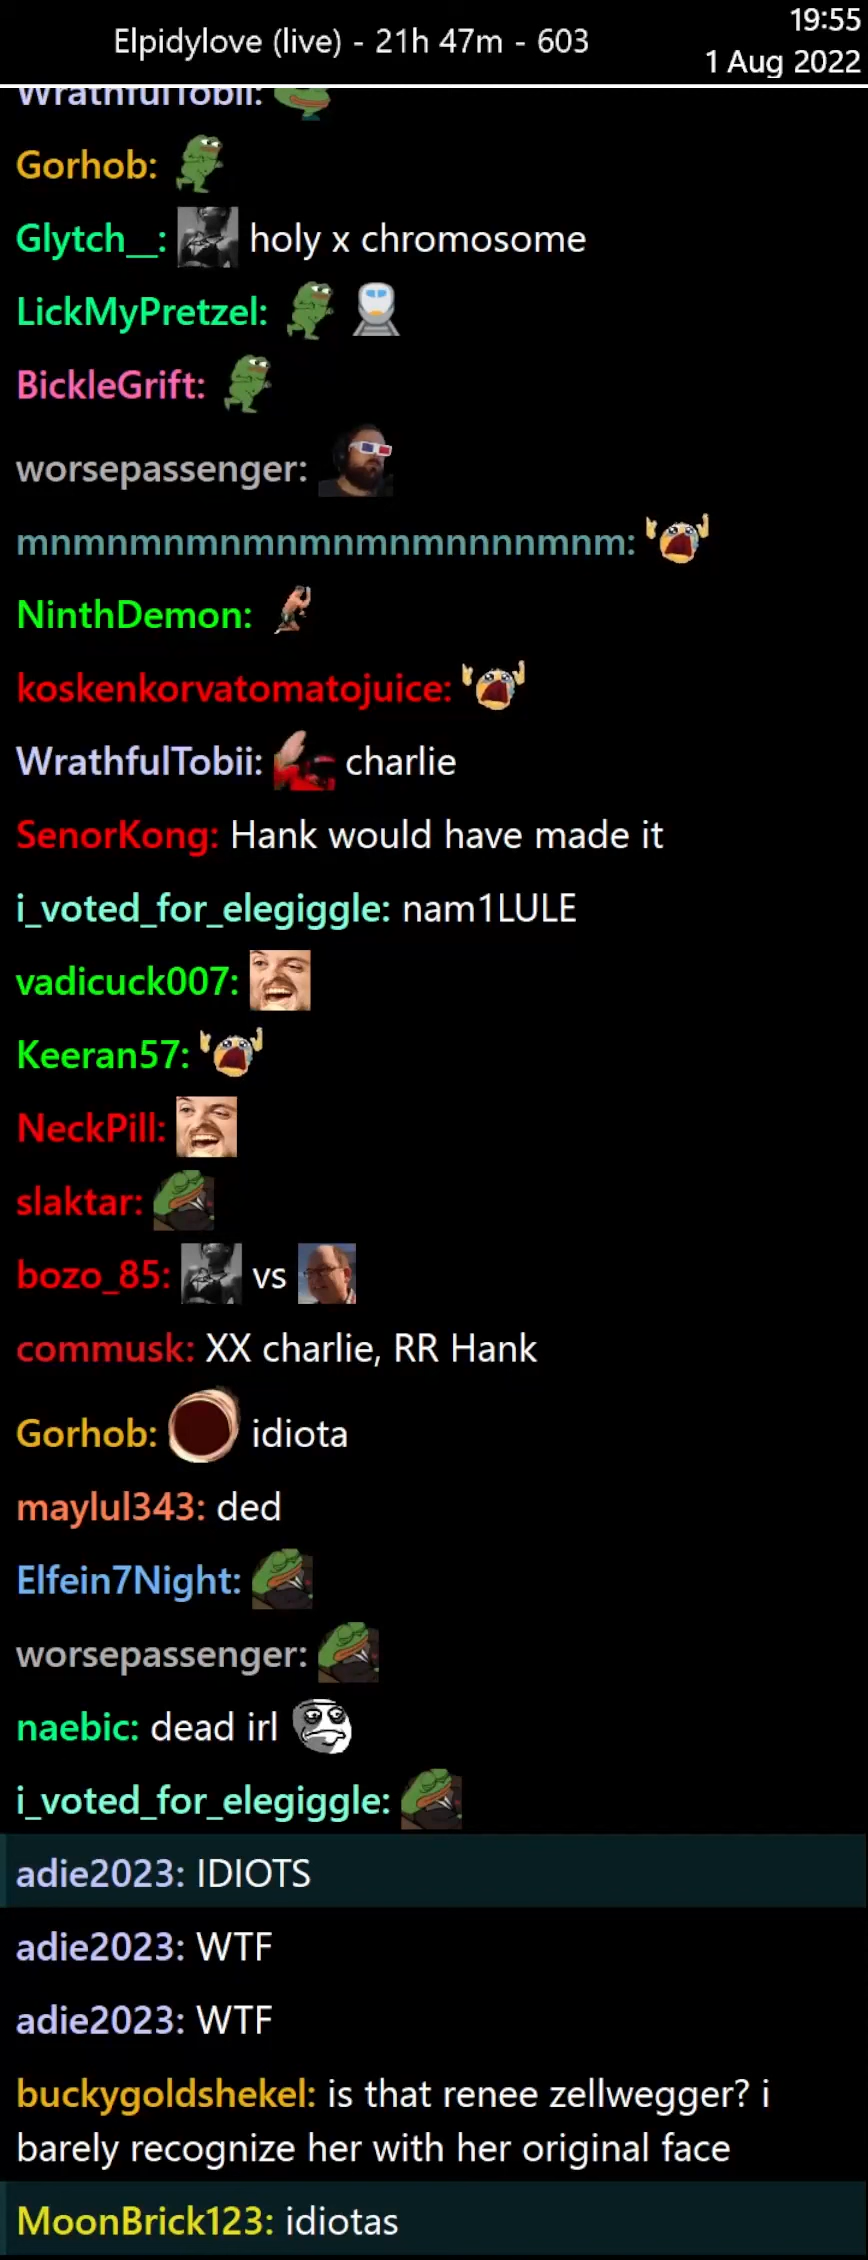 Elpidylove (live) - 21h 47m - 603
19:55
1 Aug 2022
WrathfulTobii:
Gorhob:
Glytch__: holy x chromosome
LickMyPretzel:
BickleGrift:
worsepassenger:
mnmnmnmnmnmnmnmnmnnnnmnm:
NinthDemon:
koskenkorvatomatojuice:
WrathfulTobii: charlie
SenorKong: Hank would have made it
i_voted_for_elegiggle: nam1LULE
vadicuck007:
Keeran57:
NeckPill:
slaktar:
bozo_85: vs
commusk: XX charlie, RR Hank
Gorhob: idiota
maylul343: ded
Elfein7Night:
worsepassenger:
naebic: dead irl
i_voted_for_elegiggle:
adie2023: IDIOTS
adie2023: WTF
adie2023: WTF
buckygoldshekel: is that renee zellwegger? i
barely recognize her with her original face
MoonBrick123: idiotas